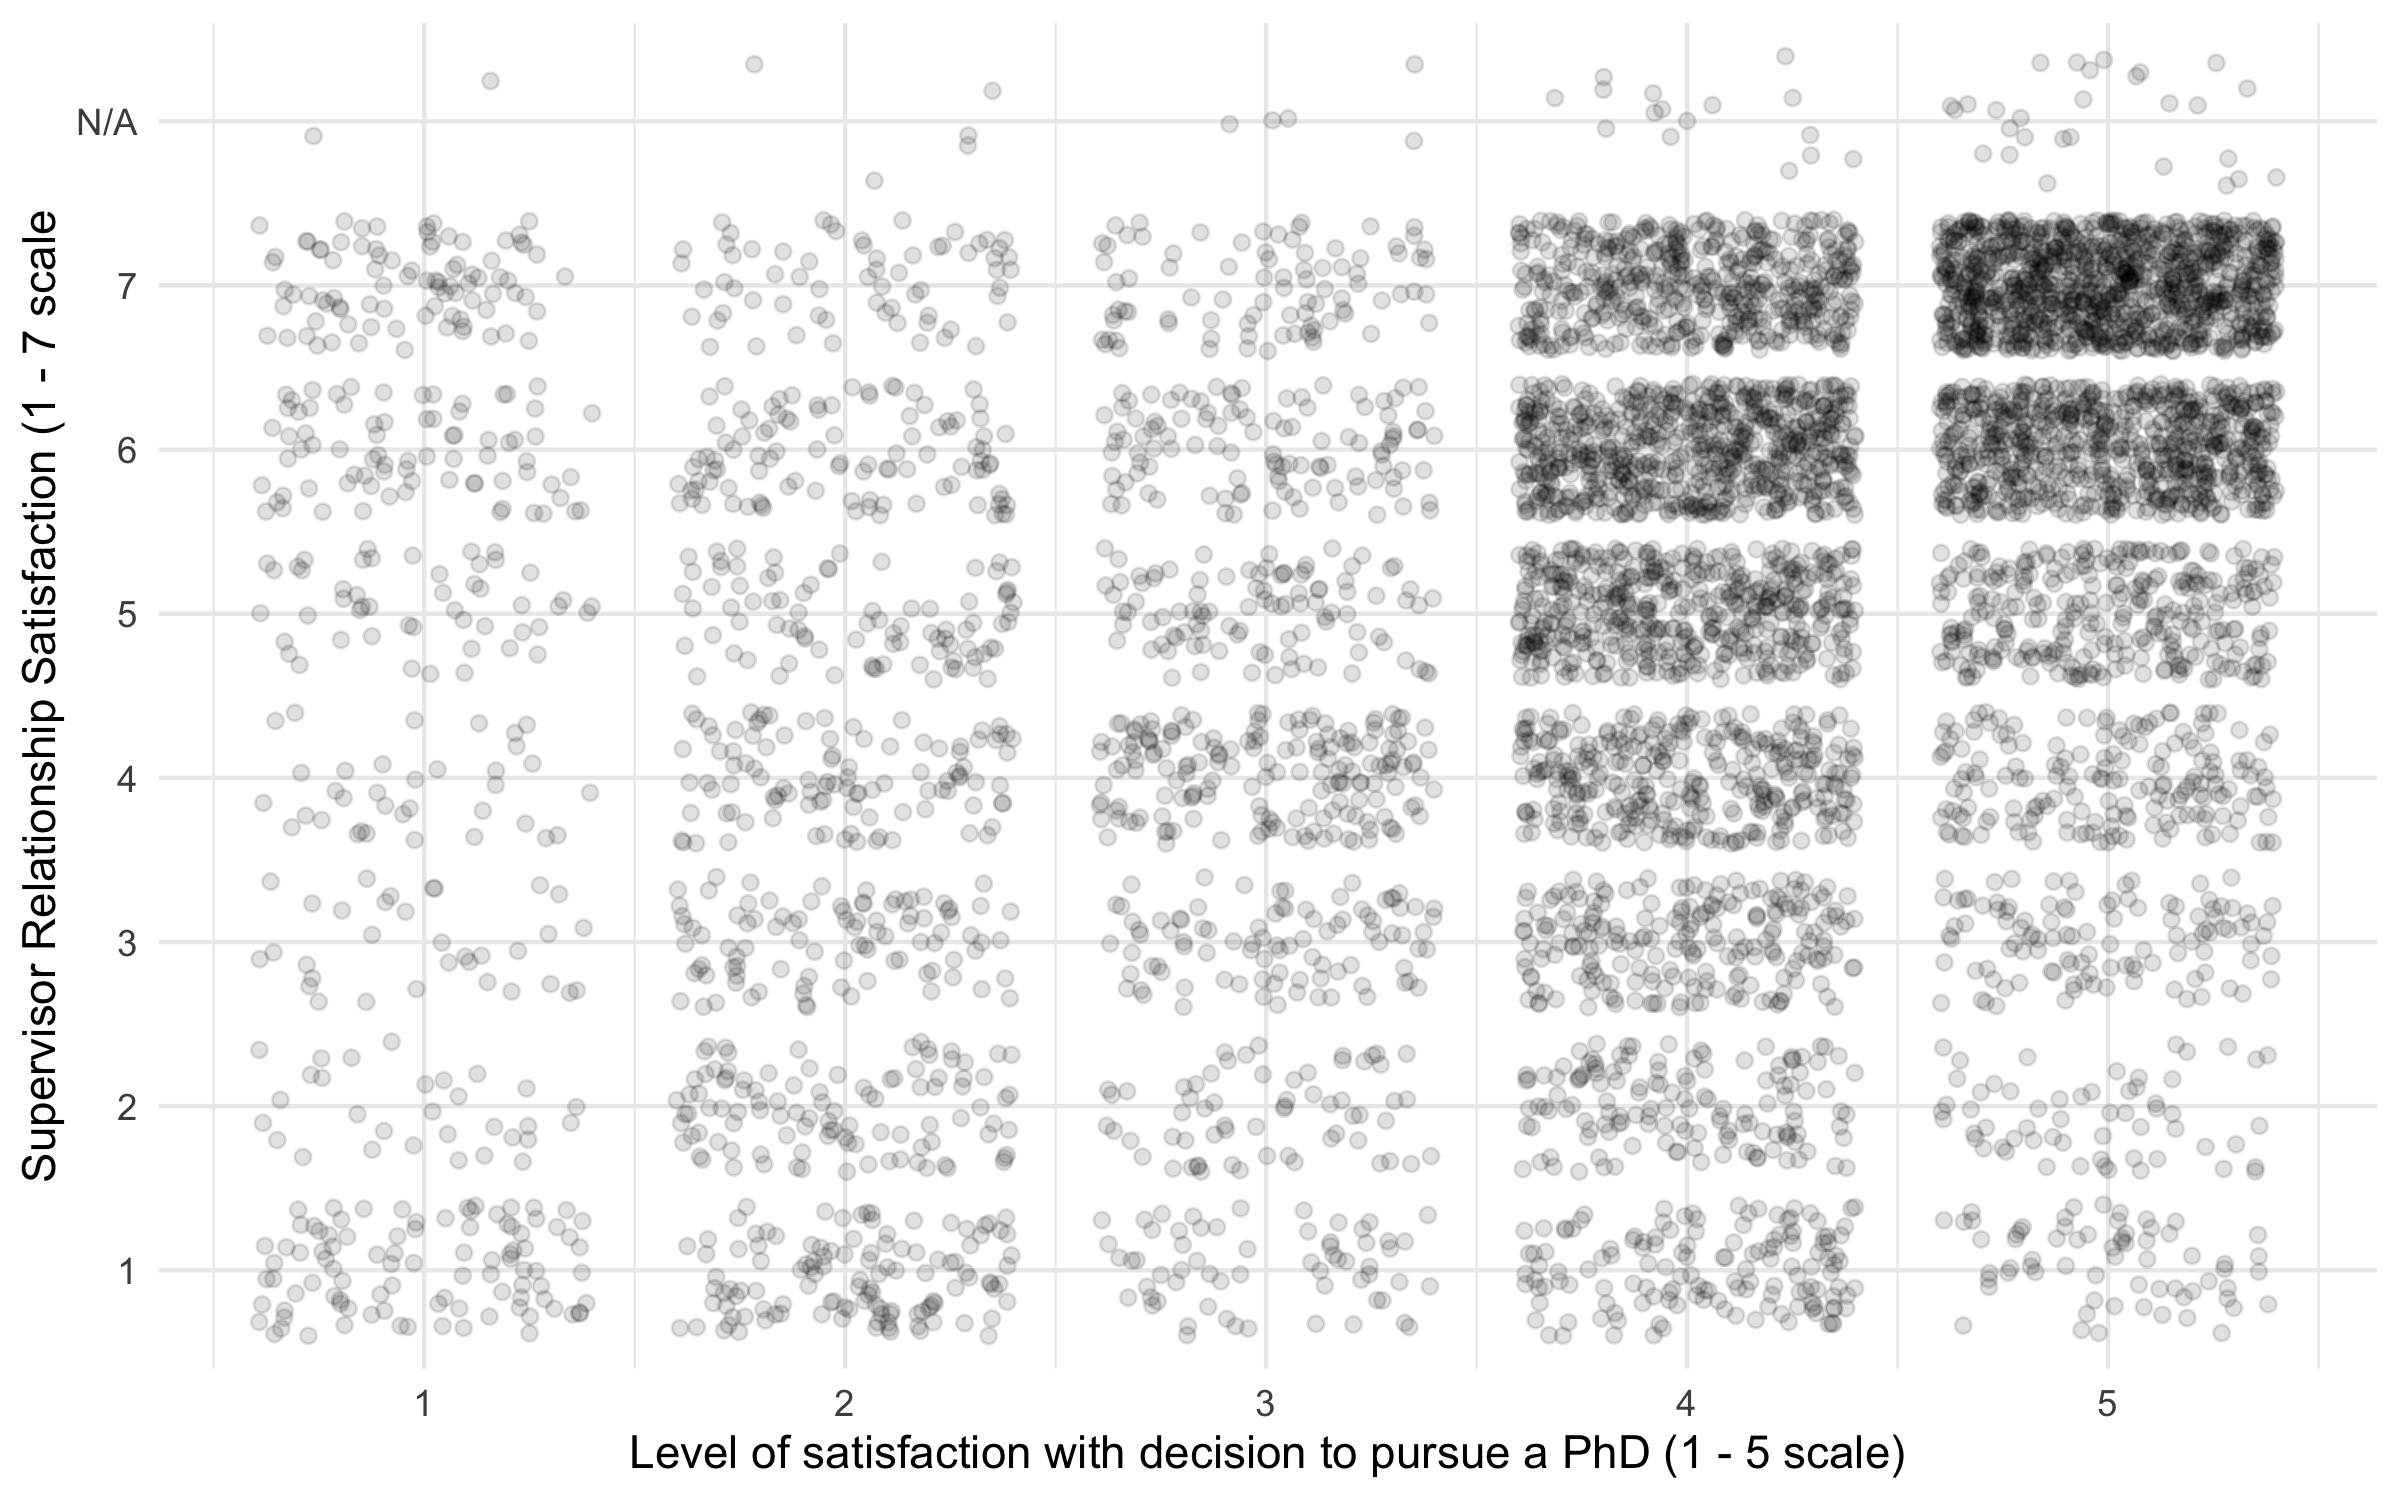 Supervisor Relationship Satisfaction (1 - 7 scale
N/A
7
6
5
4
3
2
1
1 2 3 4 5
Level of satisfaction with decision to pursue a PhD (1 - 5 scale)